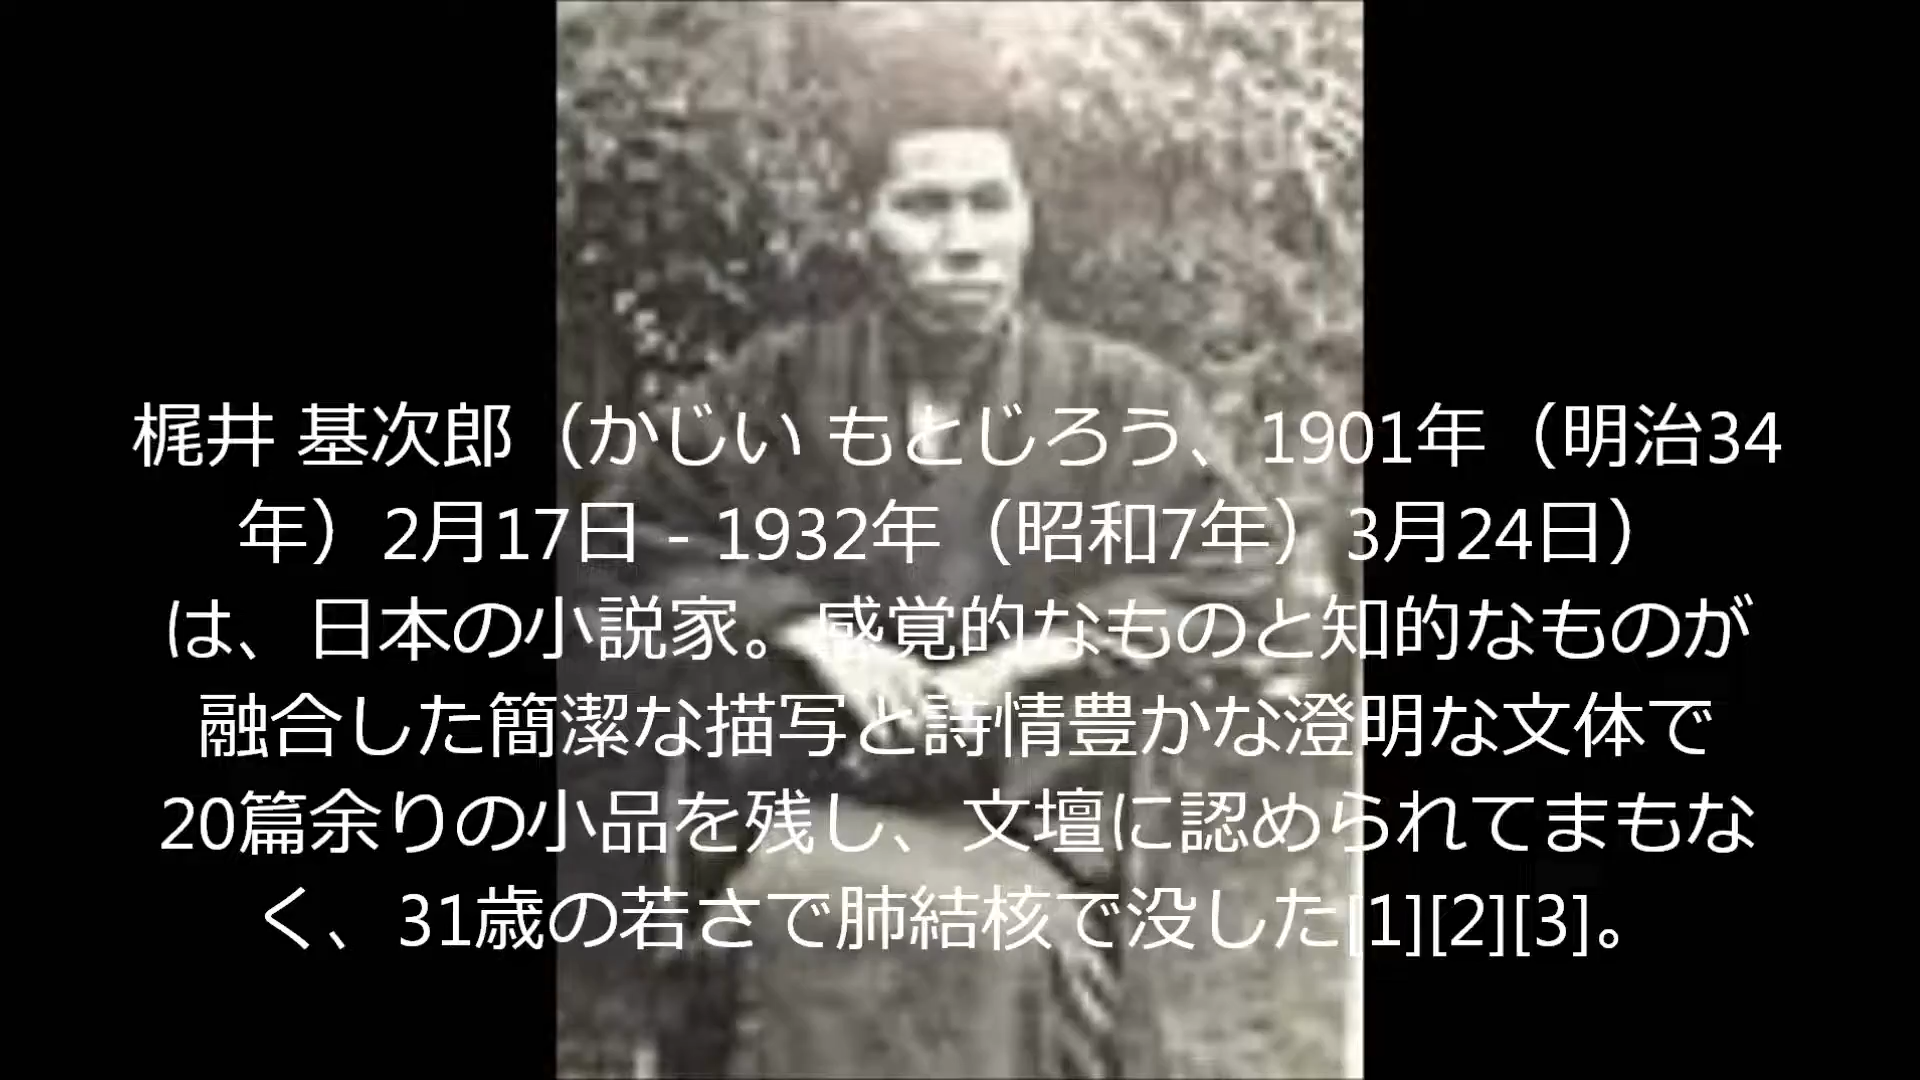 梶井 基次郎（かじい もとじろう、1901年（明治34
年）2月17日 - 1932年（昭和7年）3月24日）
は、日本の小説家。感覚的なものと知的なものが
融合した簡潔な描写と詩情豊かな澄明な文体で
20篇余りの小品を残し、文壇に認められてまもな
く、31歳の若さで肺結核で没した[1][2][3]。